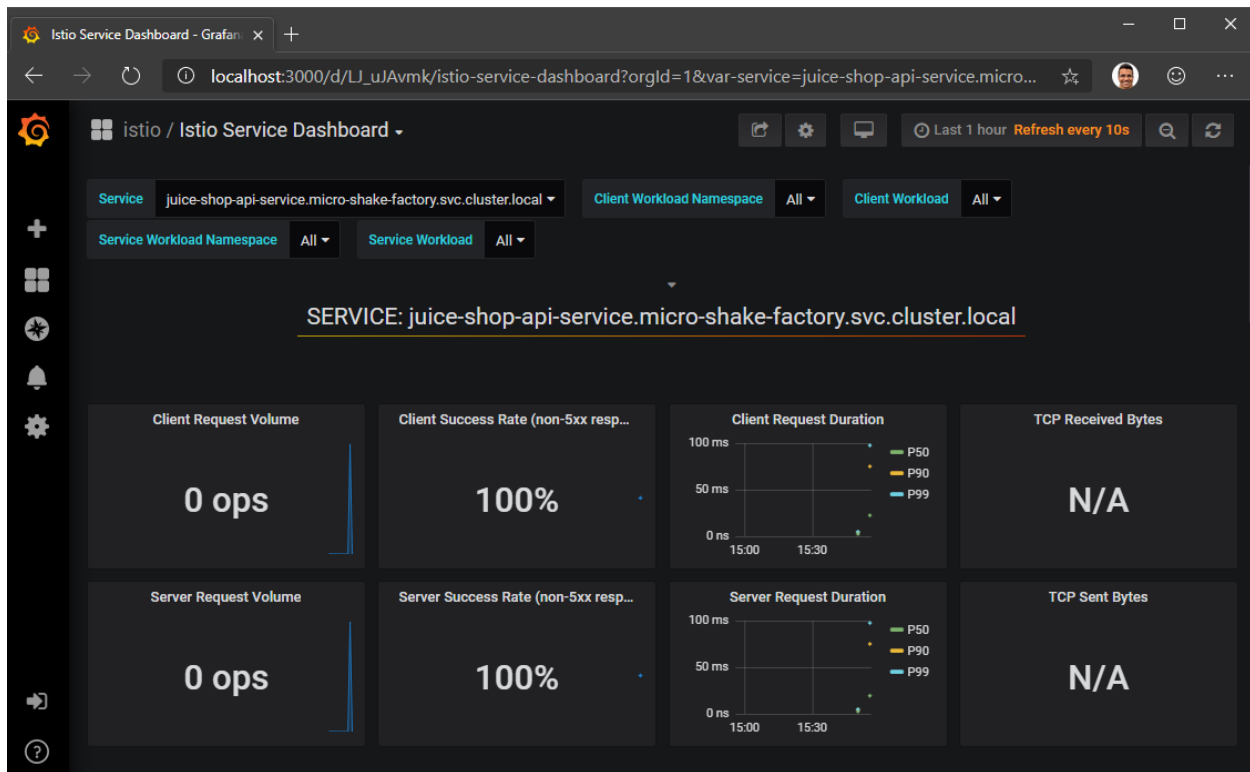 Istio Service Dashboard - Grafan
localhost:3000/d/LJ_uJAvmk/istio-service-dashboard?orgId=1&var-service=juice-shop-api-service.micro...
istio / Istio Service Dashboard
Last 1 hour Refresh every 10s
Service juice-shop-api-service.micro-shake-factory.svc.cluster.local Client Workload Namespace All Client Workload All
Service Workload Namespace All Service Workload All
SERVICE: juice-shop-api-service.micro-shake-factory.svc.cluster.local
Client Request Volume
0 ops
Client Success Rate (non-5xx resp...
100%
Client Request Duration
100 ms
50 ms
0 ns
15:00 15:30
P50
P90
P99
TCP Received Bytes
N/A
Server Request Volume
0 ops
Server Success Rate (non-5xx resp...
100%
Server Request Duration
100 ms
50 ms
0 ns
15:00 15:30
P50
P90
P99
TCP Sent Bytes
N/A